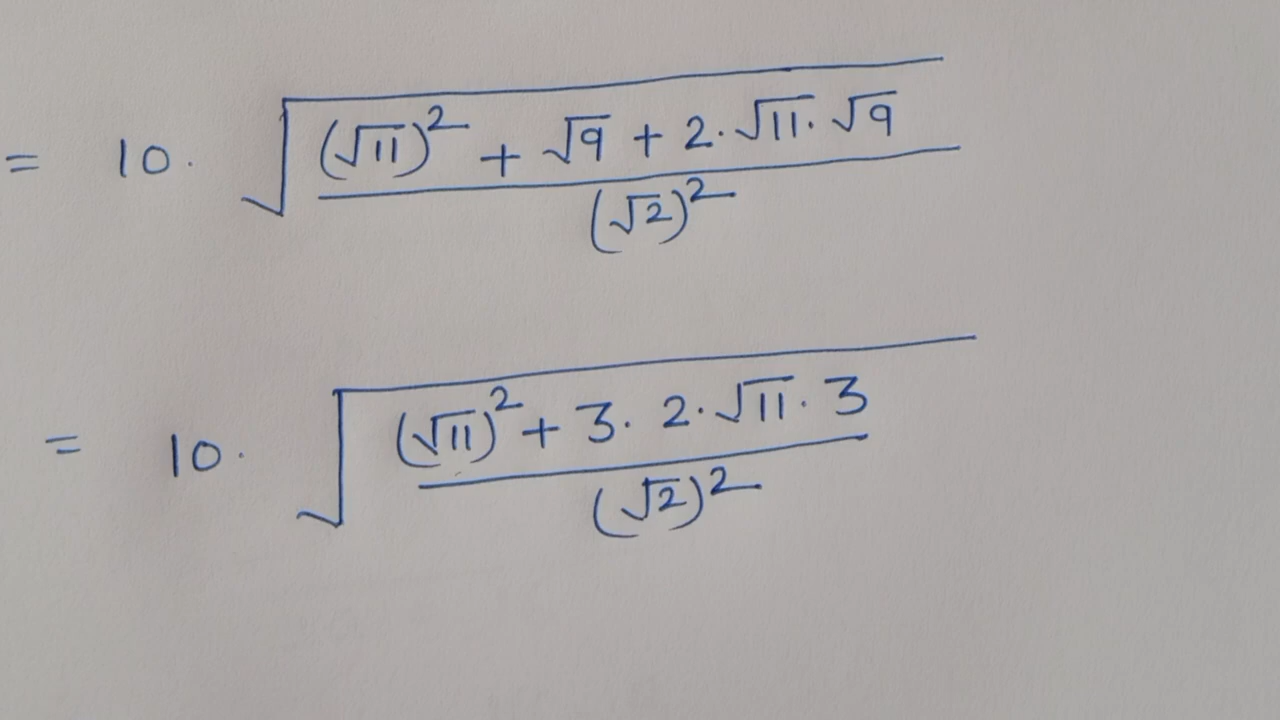 = 10. √((√11)² + √9 + 2.√11.√9 / (√2)²)
= 10. √((√11)² + 3. 2.√11. 3 / (√2)²)